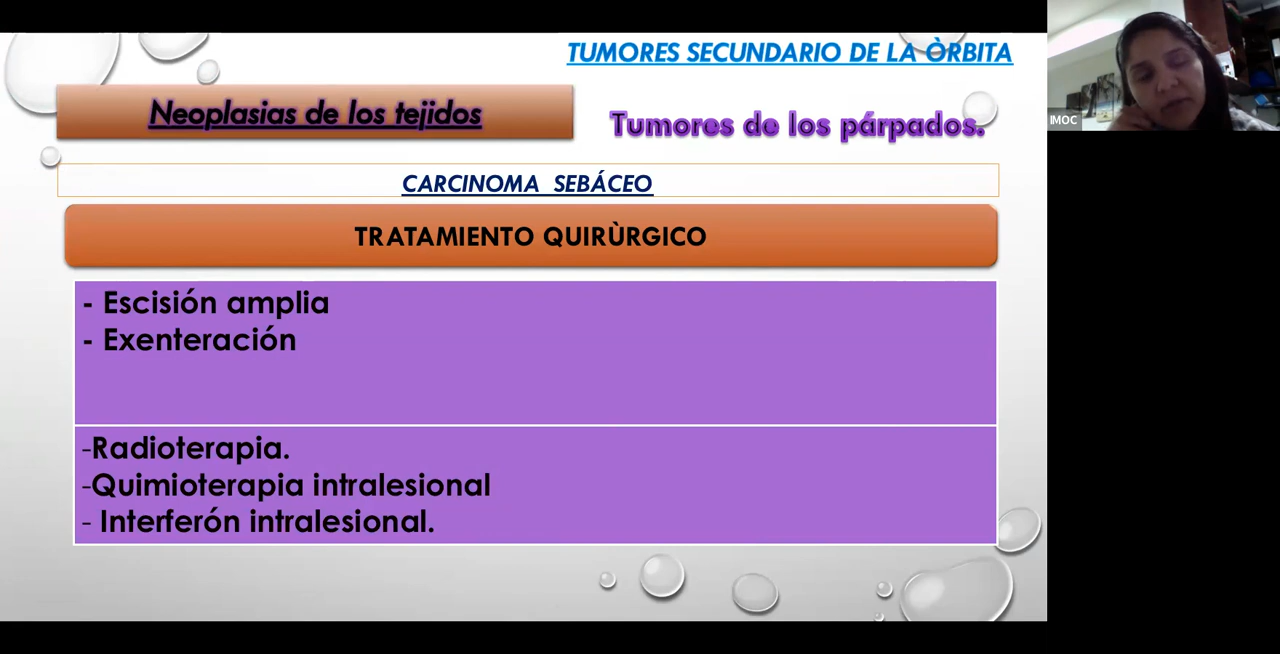 TUMORES SECUNDARIO DE LA ÒRBITA
Neoplasias de los tejidos
Tumores de los párpados.
CARCINOMA SEBÁCEO
TRATAMIENTO QUIRÙRGICO
- Escisión amplia
- Exenteración
-Radioterapia.
-Quimioterapia intralesional
- Interferón intralesional.
IMOC